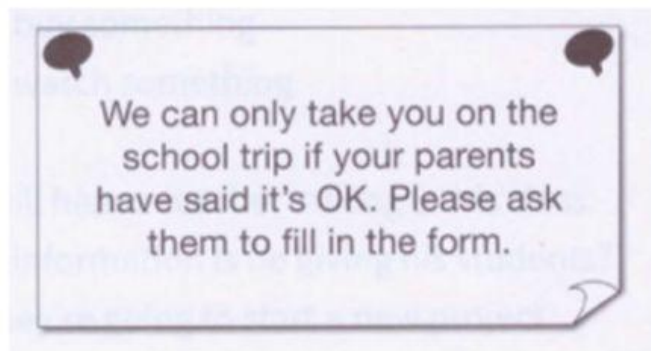 We can only take you on the
school trip if your parents
have said it's OK. Please ask
them to fill in the form.